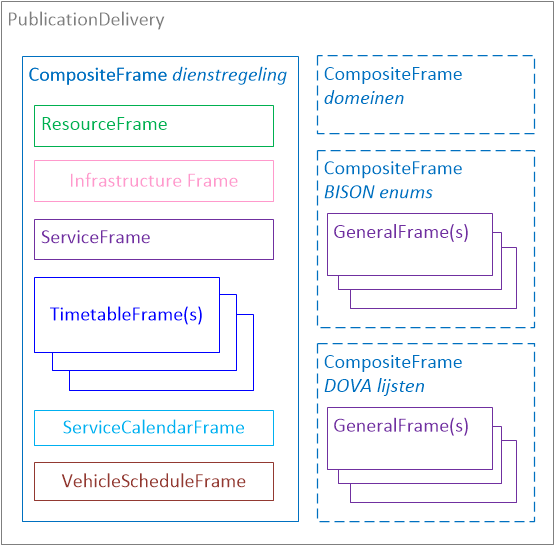 PublicationDelivery
CompositeFrame dienstregeling
ResourceFrame
Infrastructure Frame
ServiceFrame
TimetableFrame(s)
ServiceCalendarFrame
VehicleScheduleFrame
CompositeFrame
domeinen
CompositeFrame
BISON enums
GeneralFrame(s)
CompositeFrame
DOVA lijsten
GeneralFrame(s)